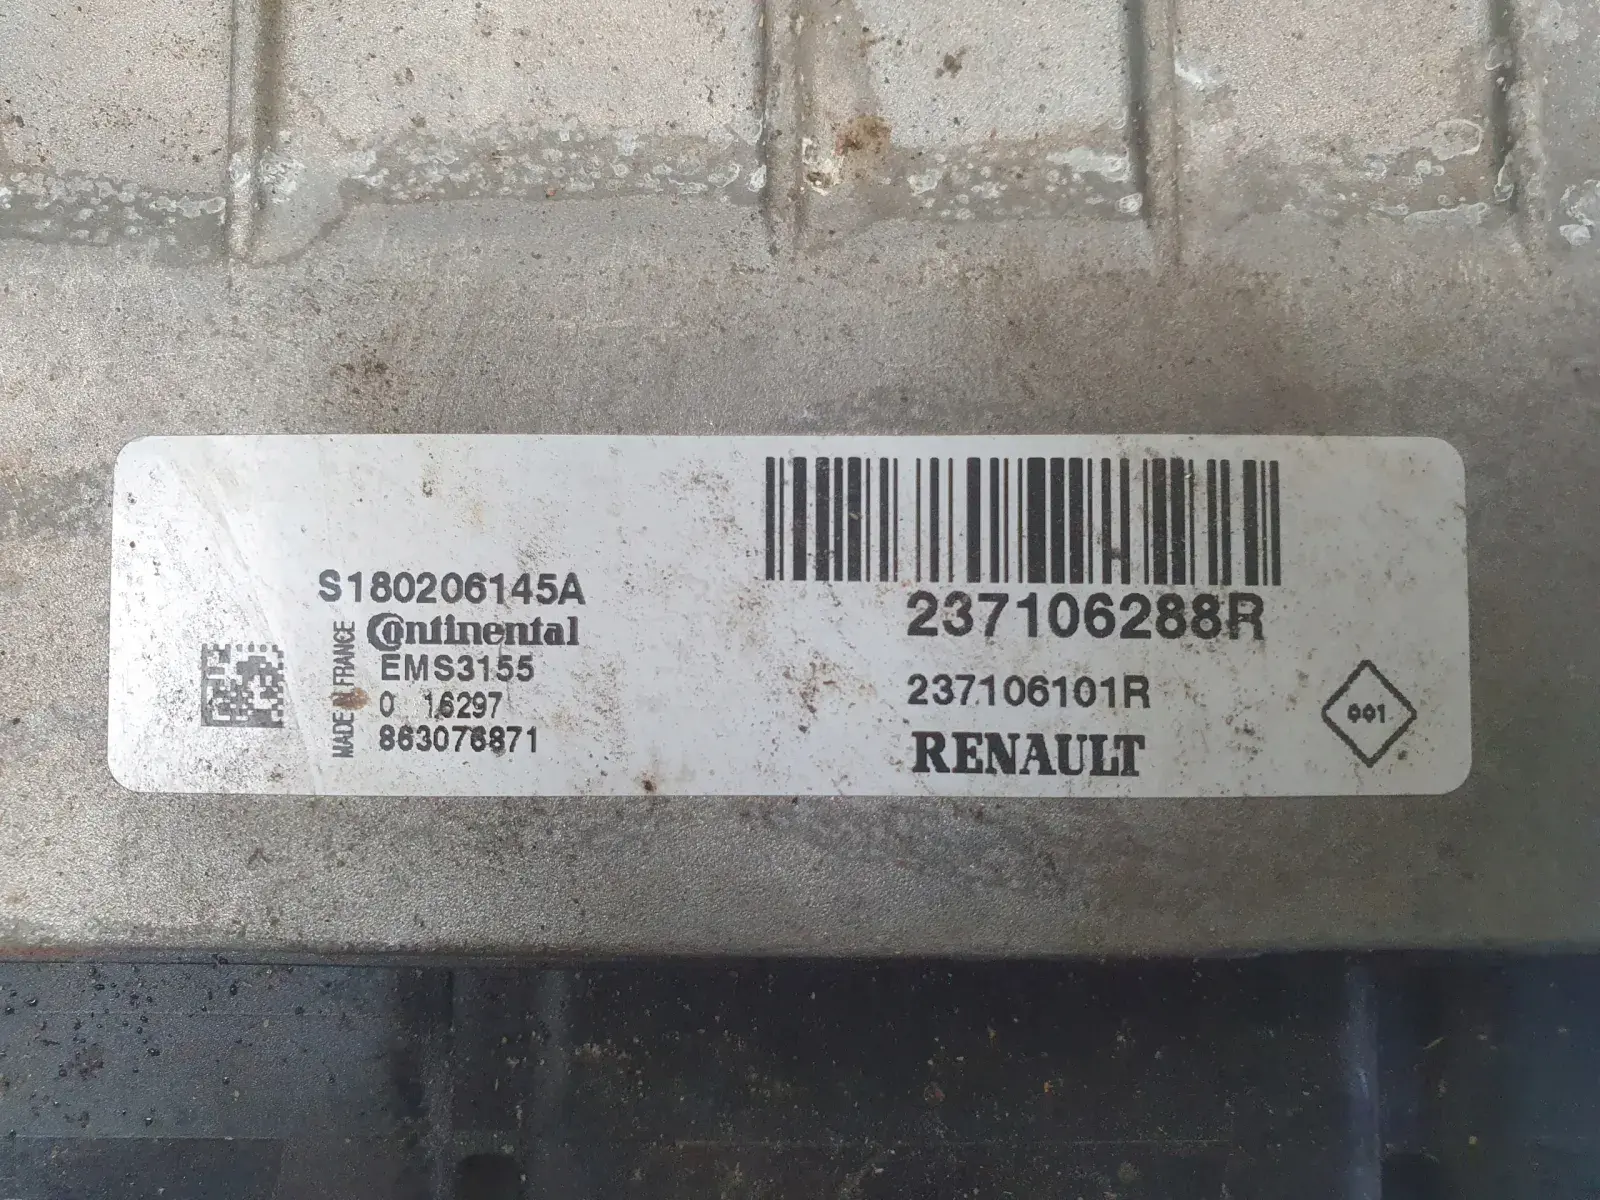 S180206145A
Continental
EMS3155
0 16297
863076871
MADE IN FRANCE
237106288R
237106101R
RENAULT
001